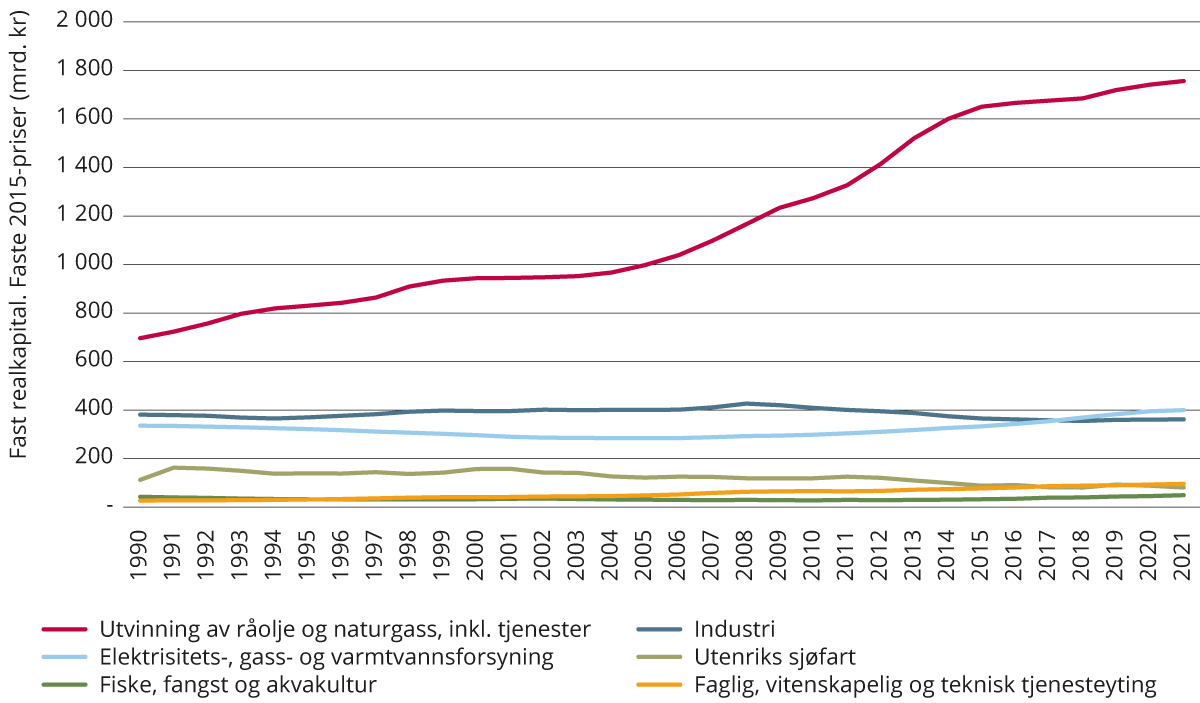 Fast realkapital. Faste 2015-priser (mrd. kr)
2 000
1 800
1 600
1 400
1 200
1 000
800
600
400
200
-
1990 1991 1992 1993 1994 1995 1996 1997 1998 1999 2000 2001 2002 2003 2004 2005 2006 2007 2008 2009 2010 2011 2012 2013 2014 2015 2016 2017 2018 2019 2020 2021
Utvinning av råolje og naturgass, inkl. tjenester
Industri
Elektrisitets-, gass- og varmtvannsforsyning
Utenriks sjøfart
Fiske, fangst og akvakultur
Faglig, vitenskapelig og teknisk tjenesteyting